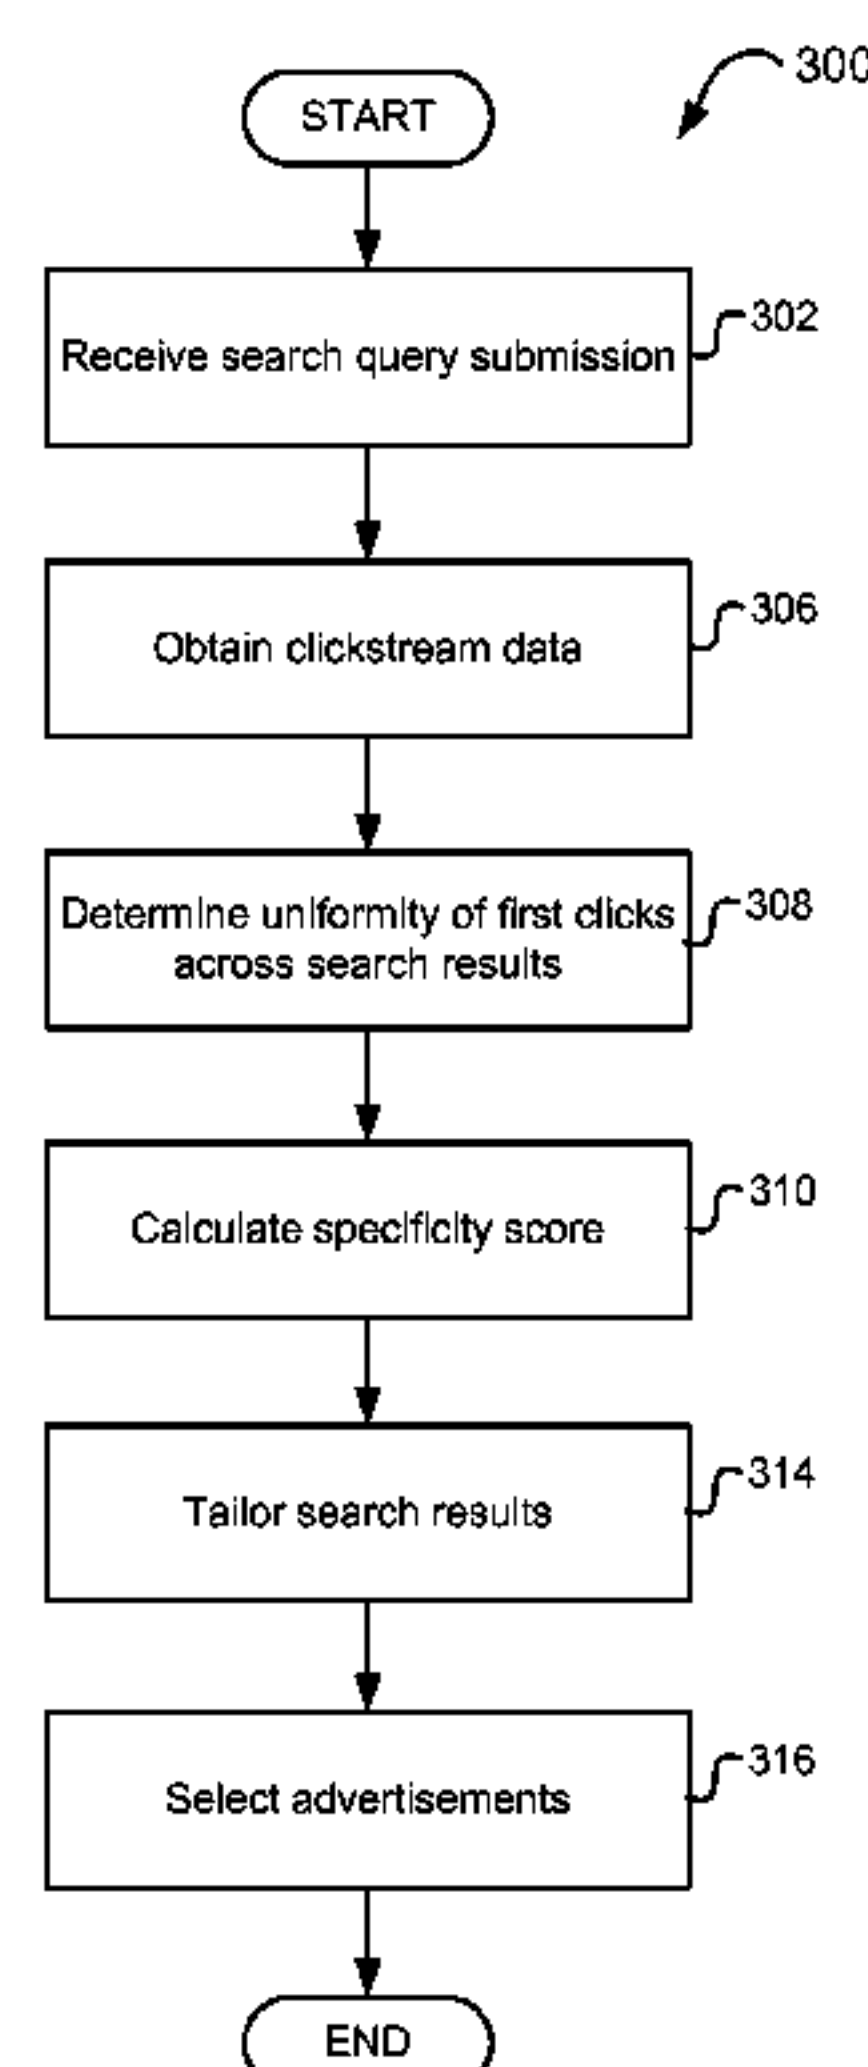 300
START
302
Receive search query submission
306
Obtain clickstream data
308
Determine uniformity of first clicks
across search results
310
Calculate specificity score
314
Tailor search results
316
Select advertisements
END